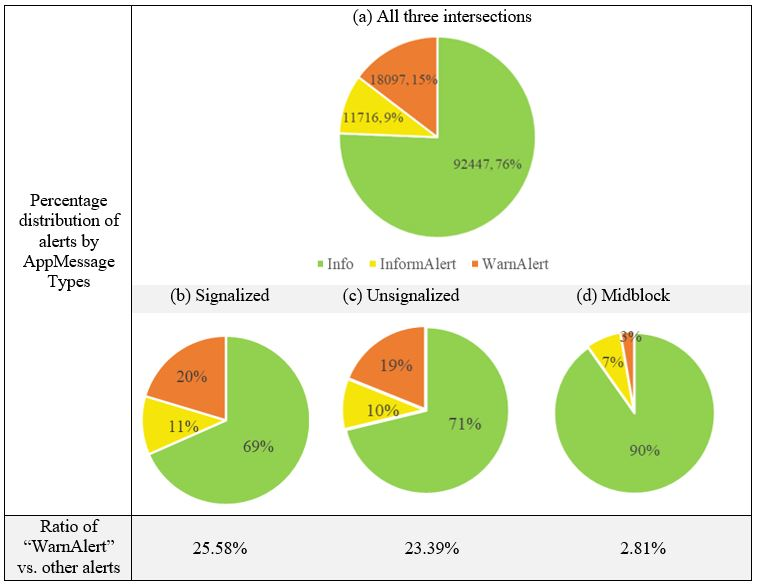 (a) All three intersections
18097, 15%
11716, 9%
92447, 76%
Percentage
distribution of
alerts by
AppMessage
Types
Info InformAlert WarnAlert
(b) Signalized (c) Unsignalized (d) Midblock
20%
11%
69%
19%
10%
71%
3%
7%
90%
Ratio of
“WarnAlert”
vs. other alerts
25.58% 23.39% 2.81%